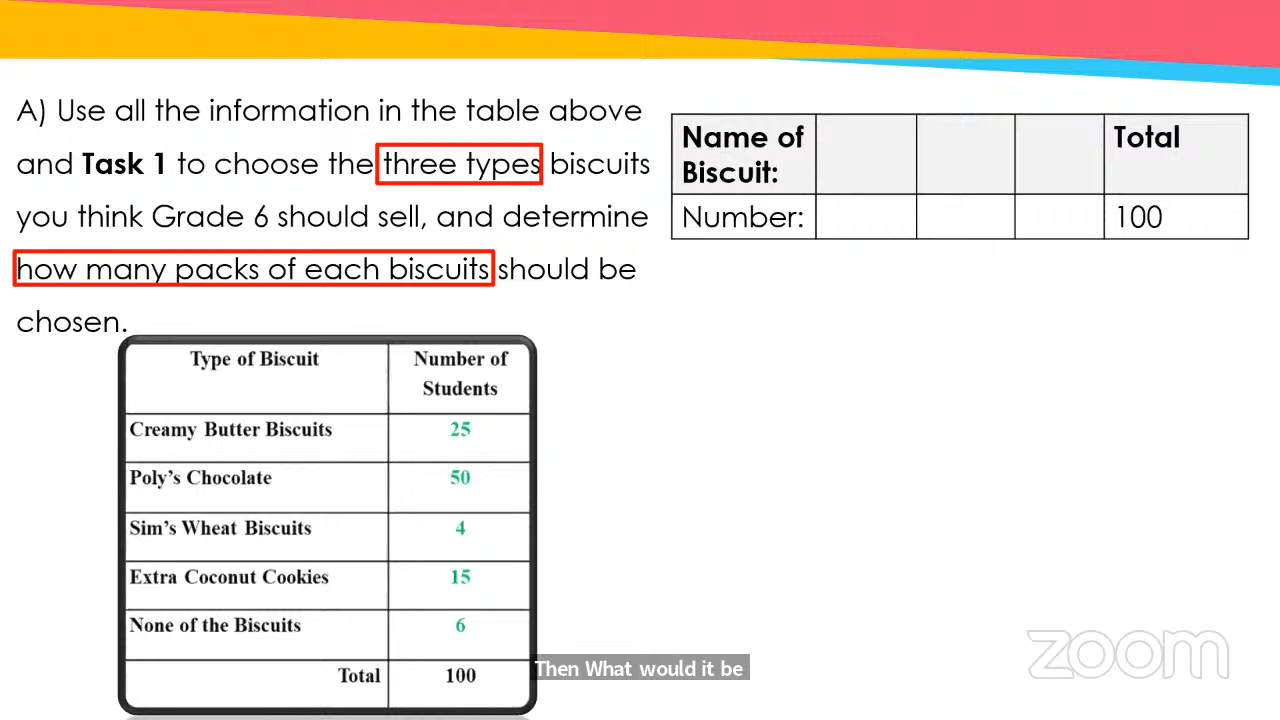 A) Use all the information in the table above
and Task 1 to choose the three types biscuits
you think Grade 6 should sell, and determine
how many packs of each biscuits should be
chosen.
Name of Biscuit: Total
Number: 100
Type of Biscuit Number of Students
Creamy Butter Biscuits 25
Poly's Chocolate 50
Sim's Wheat Biscuits 4
Extra Coconut Cookies 15
None of the Biscuits 6
Total 100
Then What would it be
zoom